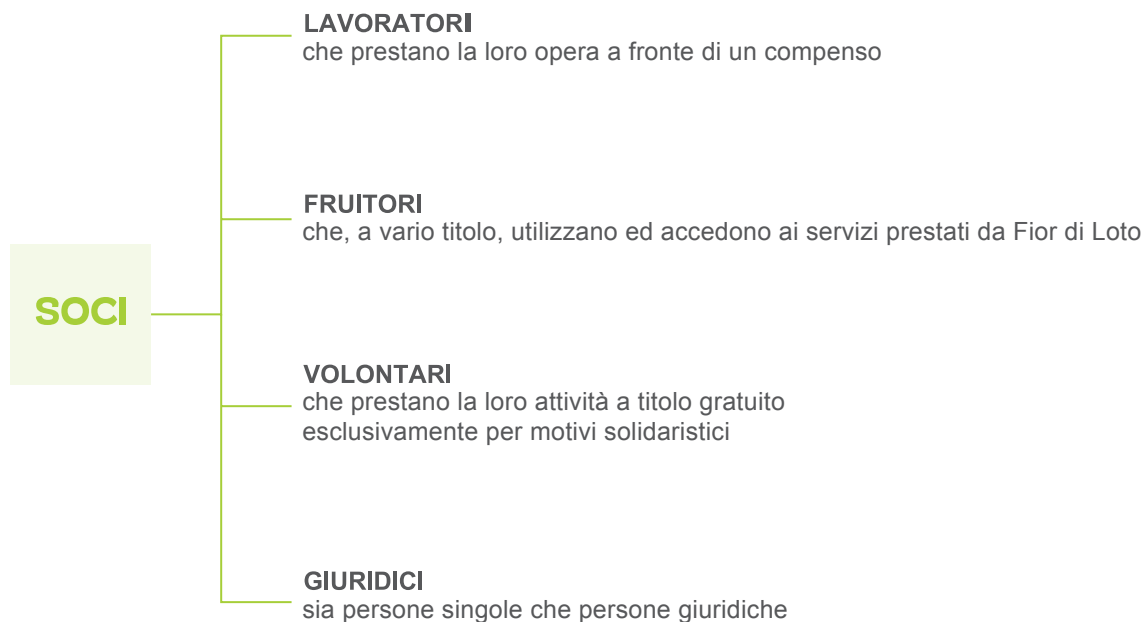 LAVORATORI
che prestano la loro opera a fronte di un compenso
FRUITORI
che, a vario titolo, utilizzano ed accedono ai servizi prestati da Fior di Loto
SOCI
VOLONTARI
che prestano la loro attività a titolo gratuito
esclusivamente per motivi solidaristici
GIURIDICI
sia persone singole che persone giuridiche